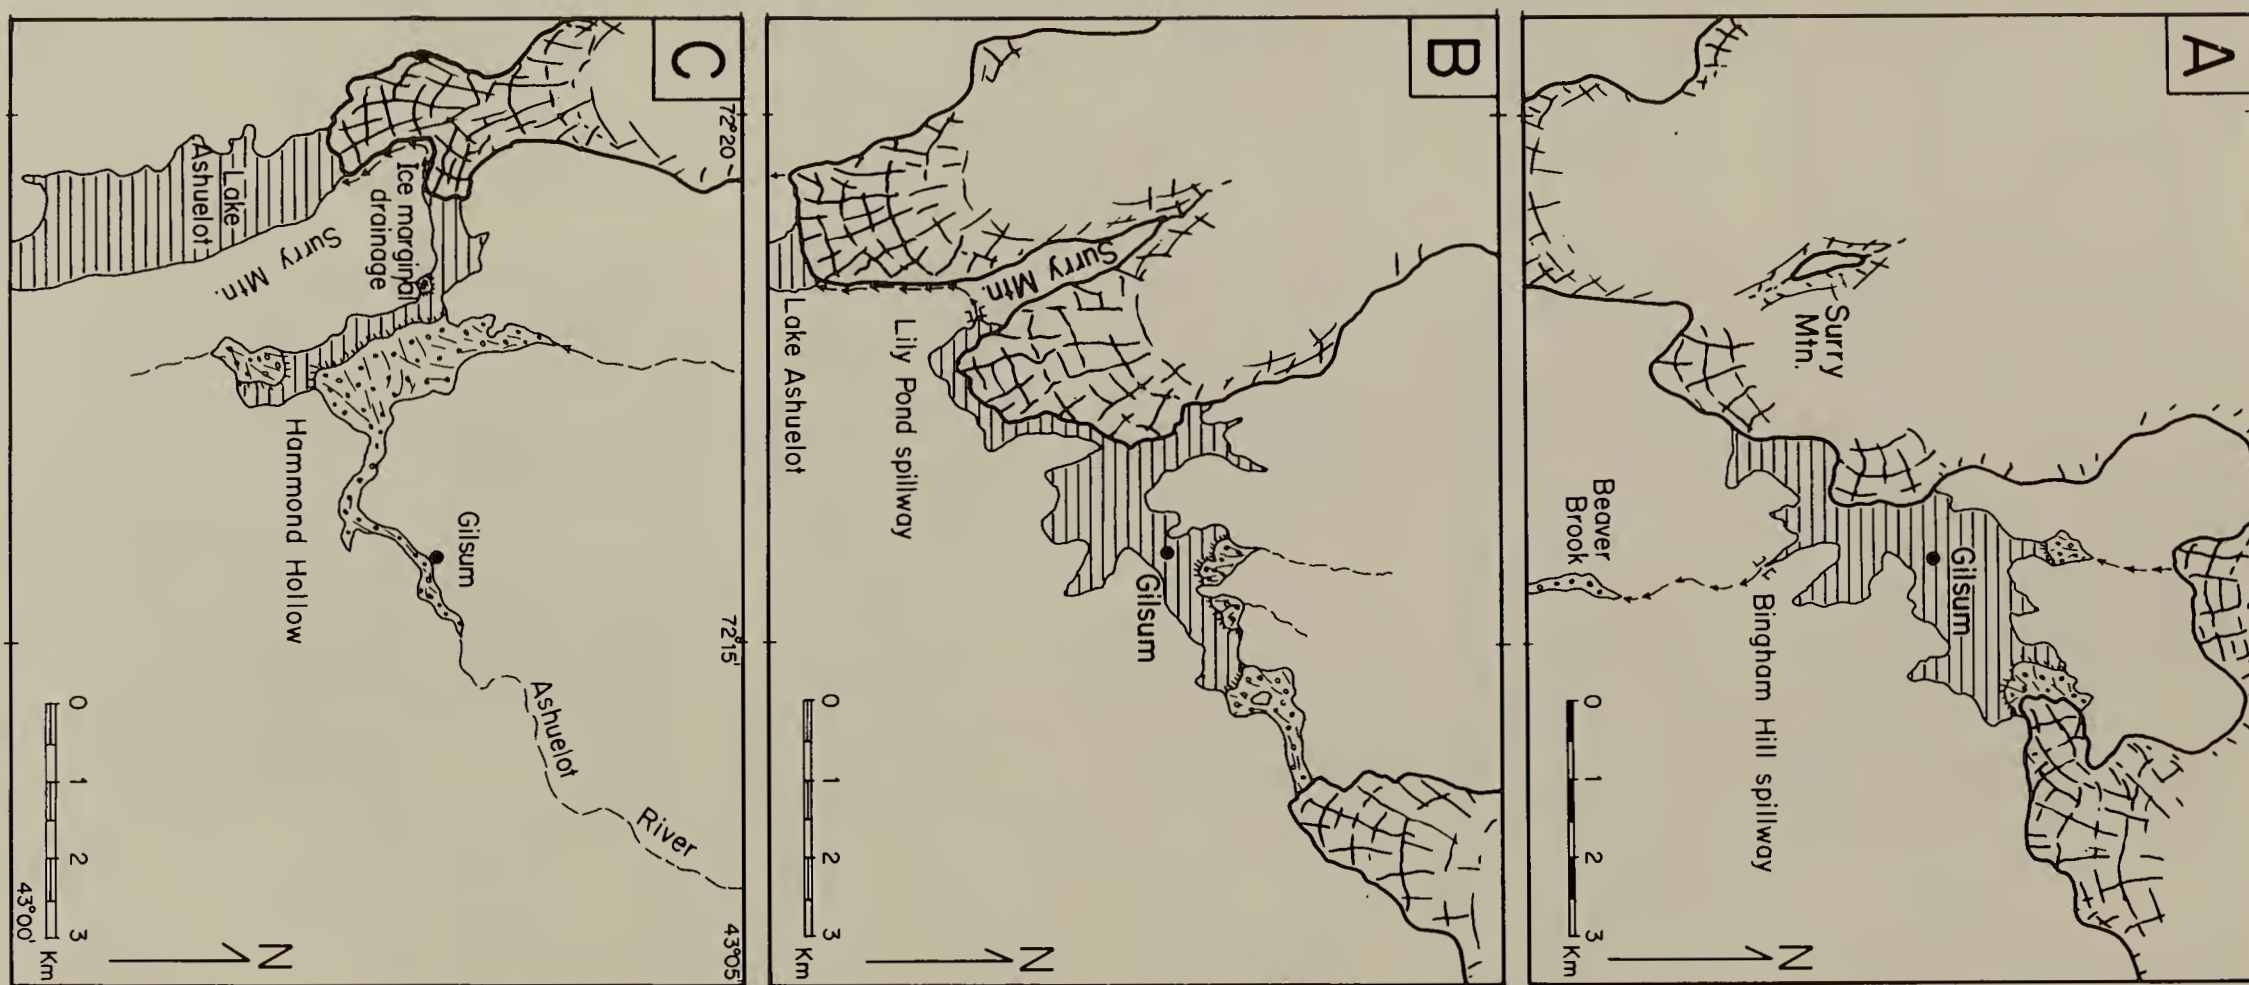 A
Surry
Mtn.
Gilsum
Beaver
Brook
Bingham Hill spillway
0 1 2 3
Km
N
B
Surry Mtn.
Lily Pond spillway
Lake Ashuelot
Gilsum
0 1 2 3
Km
N
C
72°20'
Ice marginal
drainage
Lake
Ashuelot
Surry Mtn.
Hammond Hollow
Gilsum
72°15'
Ashuelot River
0 1 2 3
Km
N
43°05'
43°00'